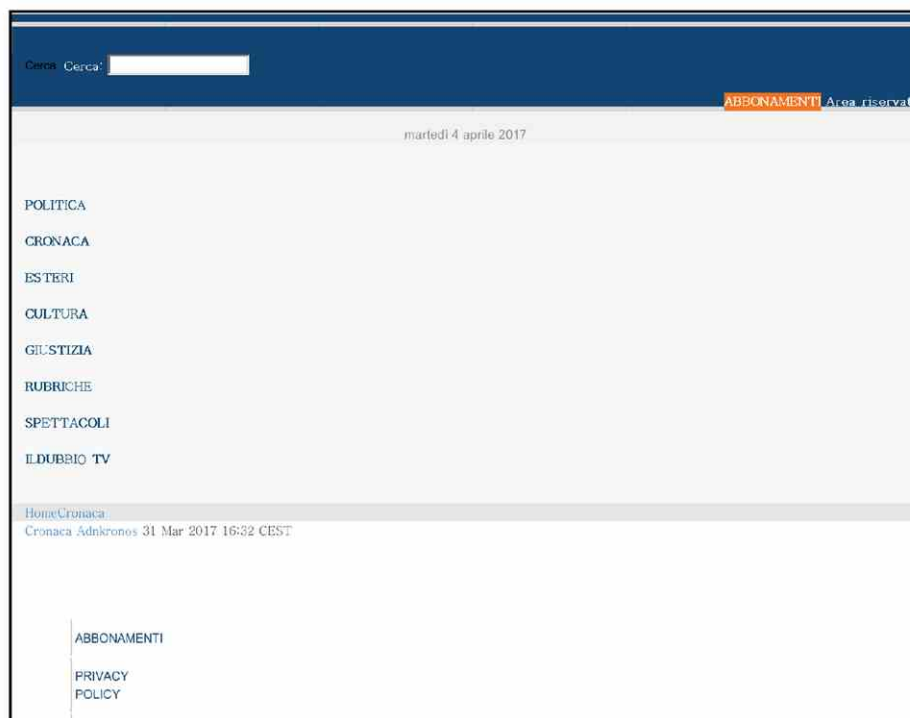 Cerca Cerca:
ABBONAMENTI Area riservat
martedì 4 aprile 2017
POLITICA
CRONACA
ESTERI
CULTURA
GIUSTIZIA
RUBRICHE
SPETTACOLI
ILDUBBIO TV
HomeCronaca
Cronaca Adnkronos 31 Mar 2017 16:32 CEST
ABBONAMENTI
PRIVACY
POLICY